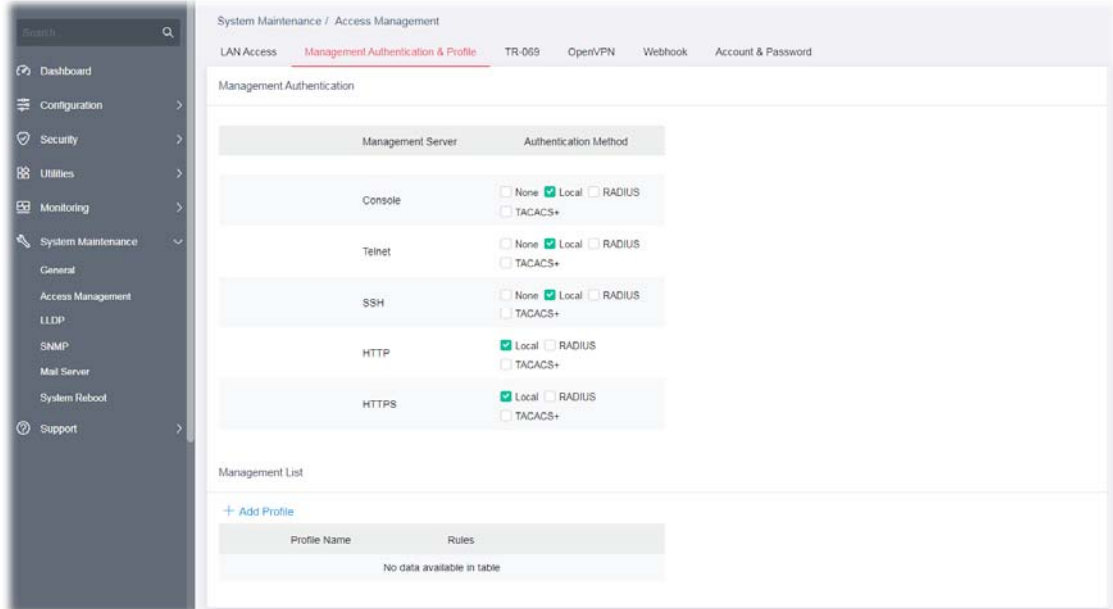 Search
Dashboard
Configuration
Security
Utilities
Monitoring
System Maintenance
General
Access Management
LLDP
SNMP
Mail Server
System Reboot
Support
System Maintenance / Access Management
LAN Access Management Authentication & Profile TR-069 OpenVPN Webhook Account & Password
Management Authentication
Management Server Authentication Method
Console None Local RADIUS
TACACS+
Telnet None Local RADIUS
TACACS+
SSH None Local RADIUS
TACACS+
HTTP Local RADIUS
TACACS+
HTTPS Local RADIUS
TACACS+
Management List
+ Add Profile
Profile Name Rules
No data available in table